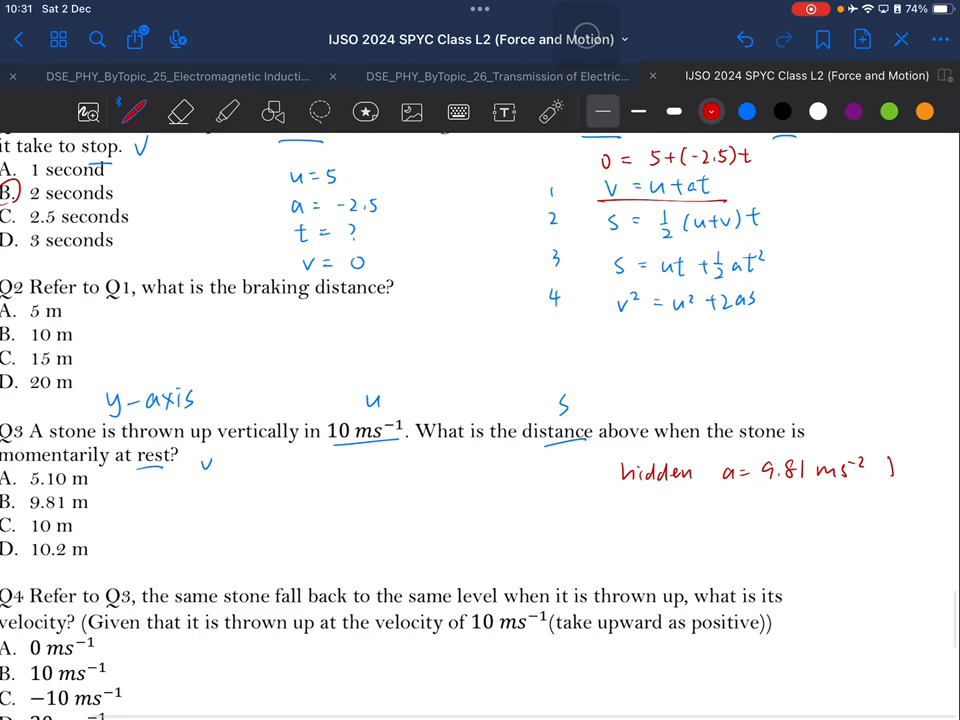 10:31 Sat 2 Dec
74%
IJSO 2024 SPYC Class L2 (Force and Motion)
DSE_PHY_ByTopic_25_Electromagnetic Inducti...
DSE_PHY_ByTopic_26_Transmission of Electric...
IJSO 2024 SPYC Class L2 (Force and Motion)
it take to stop. v
A. 1 second
B. 2 seconds
C. 2.5 seconds
D. 3 seconds
u = 5
a = -2.5
t = ?
v = 0
0 = 5+(-2.5)t
1 v = u+at
2 s = ½ (u+v) t
3 s = ut + ½ at²
4 v² = u² + 2as
Q2 Refer to Q1, what is the braking distance?
A. 5 m
B. 10 m
C. 15 m
D. 20 m
y-axis u s
Q3 A stone is thrown up vertically in 10 ms⁻¹. What is the distance above when the stone is
momentarily at rest? v
hidden a = 9.81 ms⁻²
A. 5.10 m
B. 9.81 m
C. 10 m
D. 10.2 m
Q4 Refer to Q3, the same stone fall back to the same level when it is thrown up, what is its
velocity? (Given that it is thrown up at the velocity of 10 ms⁻¹(take upward as positive))
A. 0 ms⁻¹
B. 10 ms⁻¹
C. −10 ms⁻¹